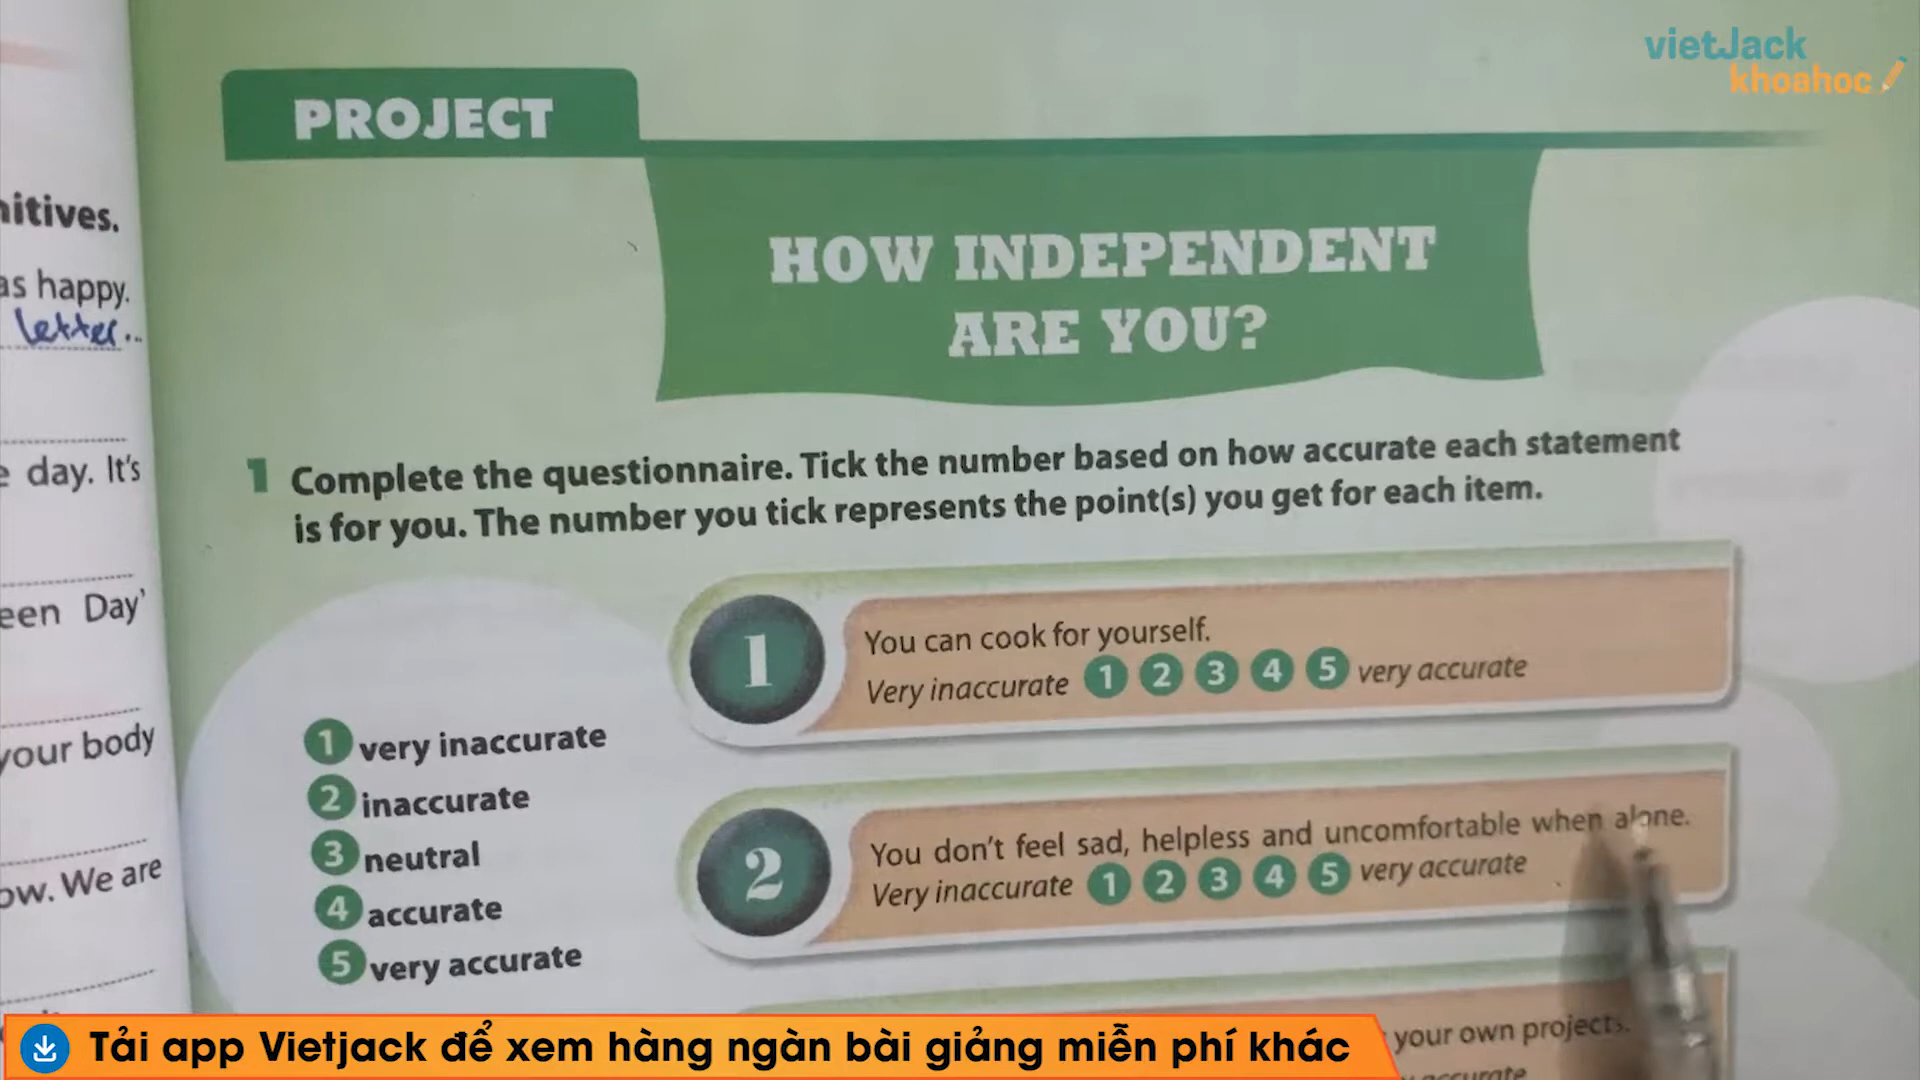 vietJack
khoahoc
PROJECT
HOW INDEPENDENT
ARE YOU?
nitives.
as happy.
letter...
day. It's
een Day'
your body
ow. We are
1 Complete the questionnaire. Tick the number based on how accurate each statement
is for you. The number you tick represents the point(s) you get for each item.
1 very inaccurate
2 inaccurate
3 neutral
4 accurate
5 very accurate
1
You can cook for yourself.
Very inaccurate 1 2 3 4 5 very accurate
2
You don't feel sad, helpless and uncomfortable when alone.
Very inaccurate 1 2 3 4 5 very accurate
your own projects.
accurate
Tải app Vietjack để xem hàng ngàn bài giảng miễn phí khác